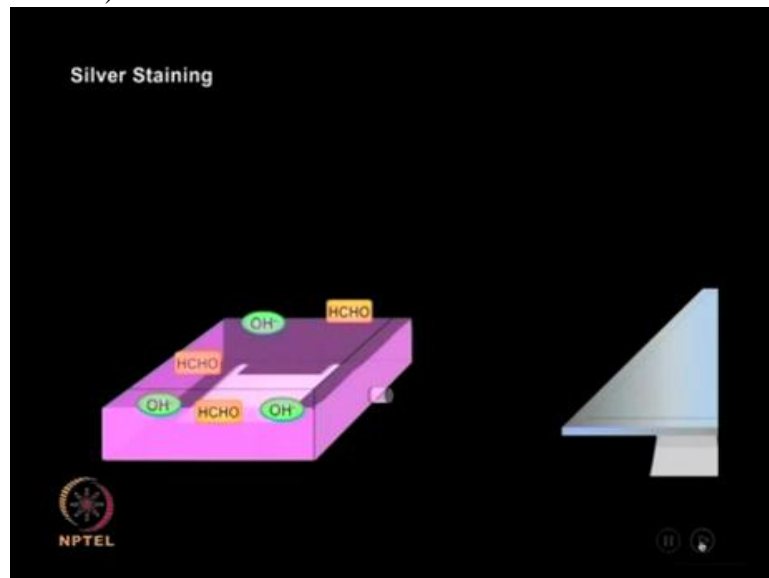 )
Silver Staining
HCHO
OH-
HCHO
OH-
HCHO
OH-
NPTEL